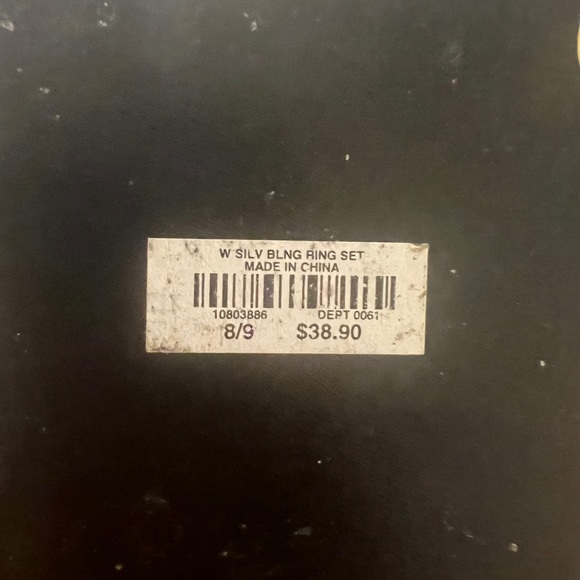 W SILV BLNG RING SET
MADE IN CHINA
10803886 DEPT 0061
8/9 $38.90